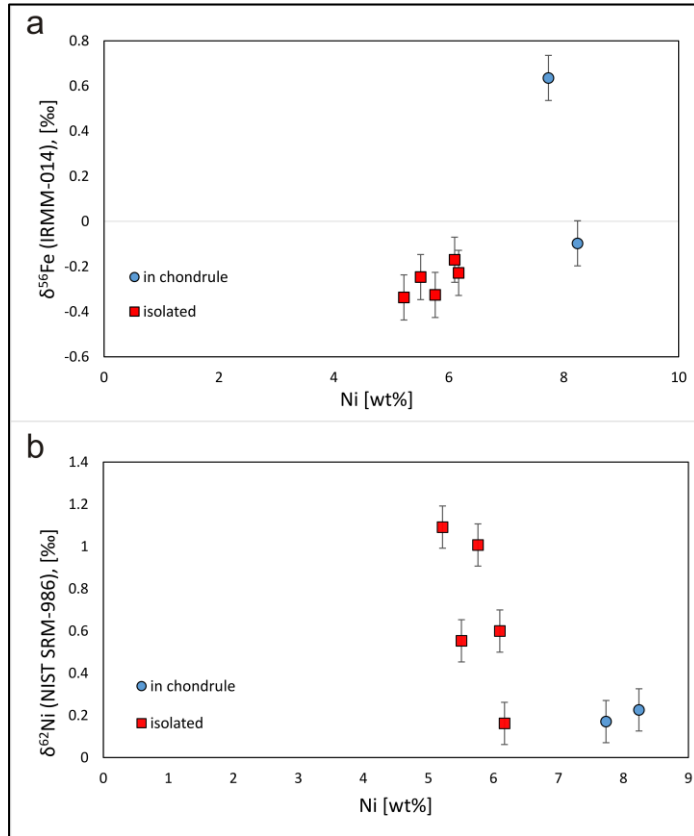 a
0.8
0.6
0.4
0.2
0
-0.2
-0.4
-0.6
δ⁵⁶Fe (IRMM-014), [‰]
in chondrule
isolated
0 2 4 6 8 10
Ni [wt%]
b
1.4
1.2
1
0.8
0.6
0.4
0.2
0
δ⁶²Ni (NIST SRM-986), [‰]
in chondrule
isolated
0 1 2 3 4 5 6 7 8 9
Ni [wt%]